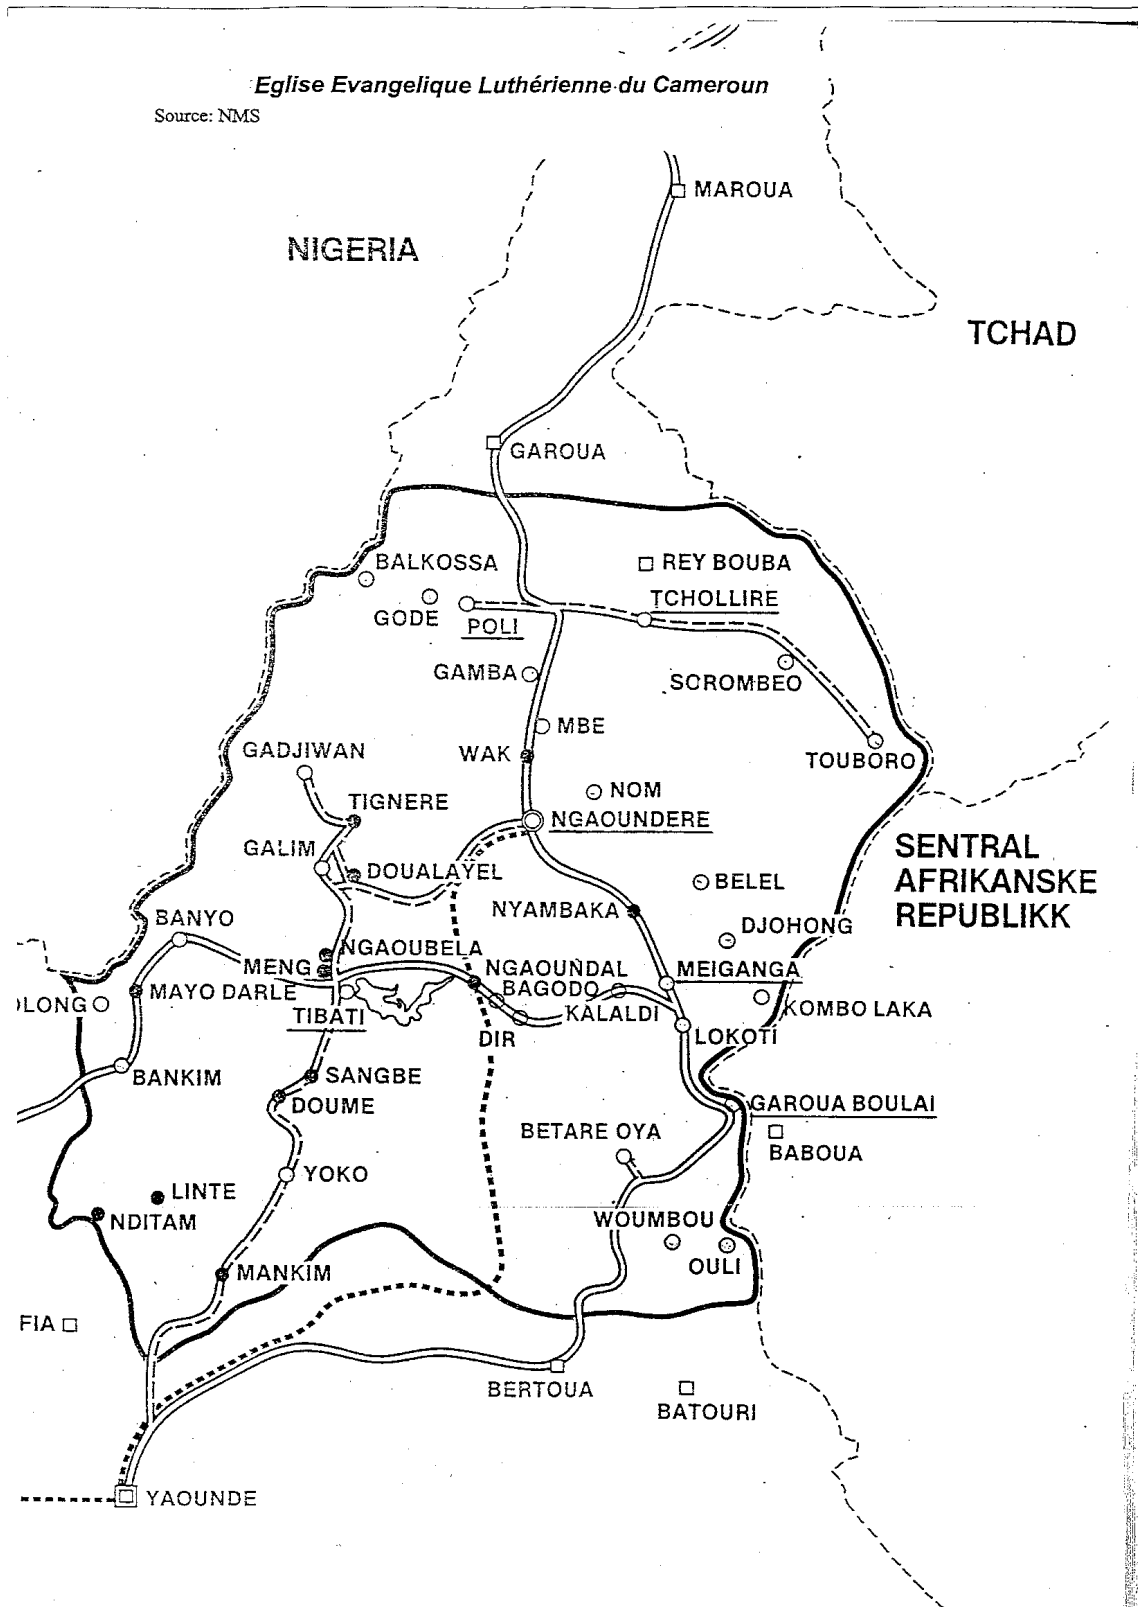 Eglise Evangelique Luthérienne du Cameroun
Source: NMS
MAROUA
NIGERIA
TCHAD
GAROUA
BALKOSSA
REY BOUBA
TCHOLLIRE
GODE
POLI
GAMBA
SCROMBEO
MBE
WAK
GADJIWAN
TOUBORO
NOM
TIGNERE
NGAOUNDERE
GALIM
SENTRAL
AFRIKANSKE
REPUBLIKK
DOUALAYEL
BELEL
NYAMBAKA
BANYO
DJOHONG
NGAOUBELA
MENG
NGAOUNDAL
MEIGANGA
MAYO DARLE
BAGODO
OLONG
TIBATI
KALALDI
KOMBO LAKA
DIR
LOKOTI
BANKIM
SANGBE
DOUME
GAROUA BOULAI
BETARE OYA
BABOUA
YOKO
LINTE
NDITAM
WOUMBOU
OULI
MANKIM
FIA
BERTOUA
BATOURI
YAOUNDE